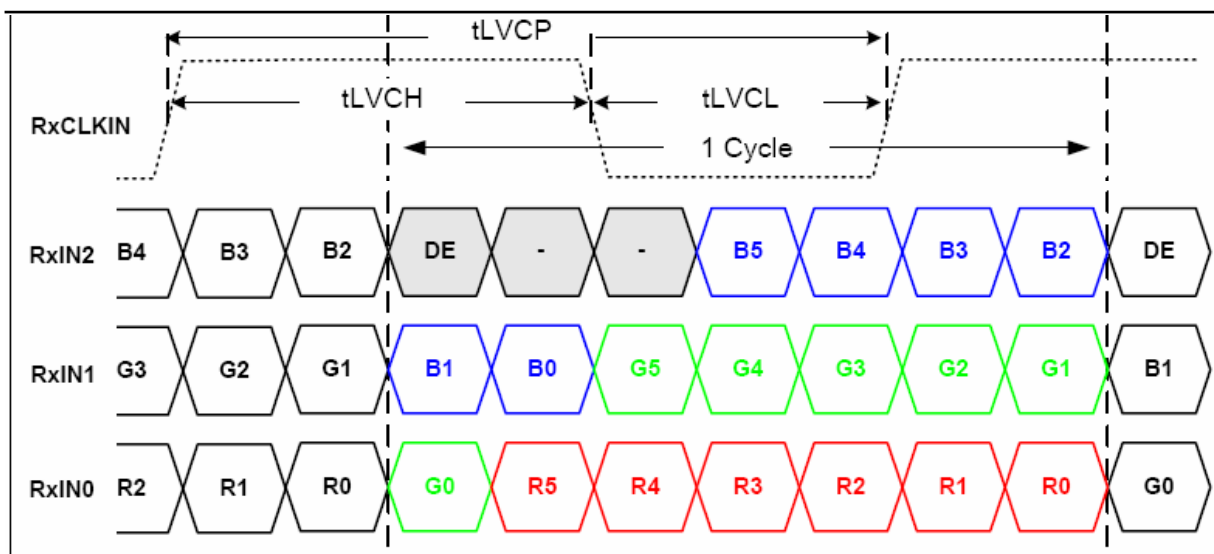 tLVCP
tLVCH tLVCL
RxCLKIN
1 Cycle
RxIN2 B4 B3 B2 DE - - B5 B4 B3 B2 DE
RxIN1 G3 G2 G1 B1 B0 G5 G4 G3 G2 G1 B1
RxIN0 R2 R1 R0 G0 R5 R4 R3 R2 R1 R0 G0